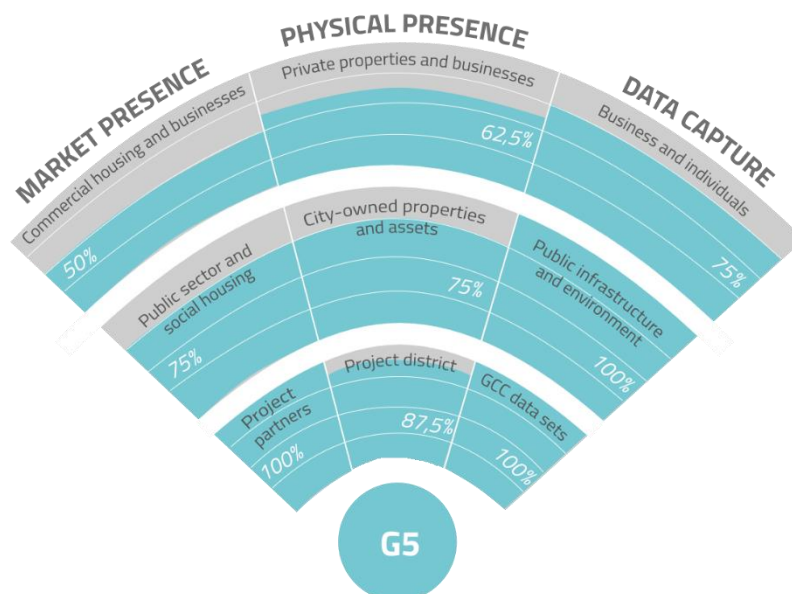 MARKET PRESENCE
PHYSICAL PRESENCE
DATA CAPTURE
Commercial housing and businesses
50%
Private properties and businesses
62,5%
Business and individuals
75%
Public sector and
social housing
75%
City-owned properties
and assets
75%
Public infrastructure
and environment
100%
Project
partners
100%
Project district
87,5%
GCC data sets
100%
G5